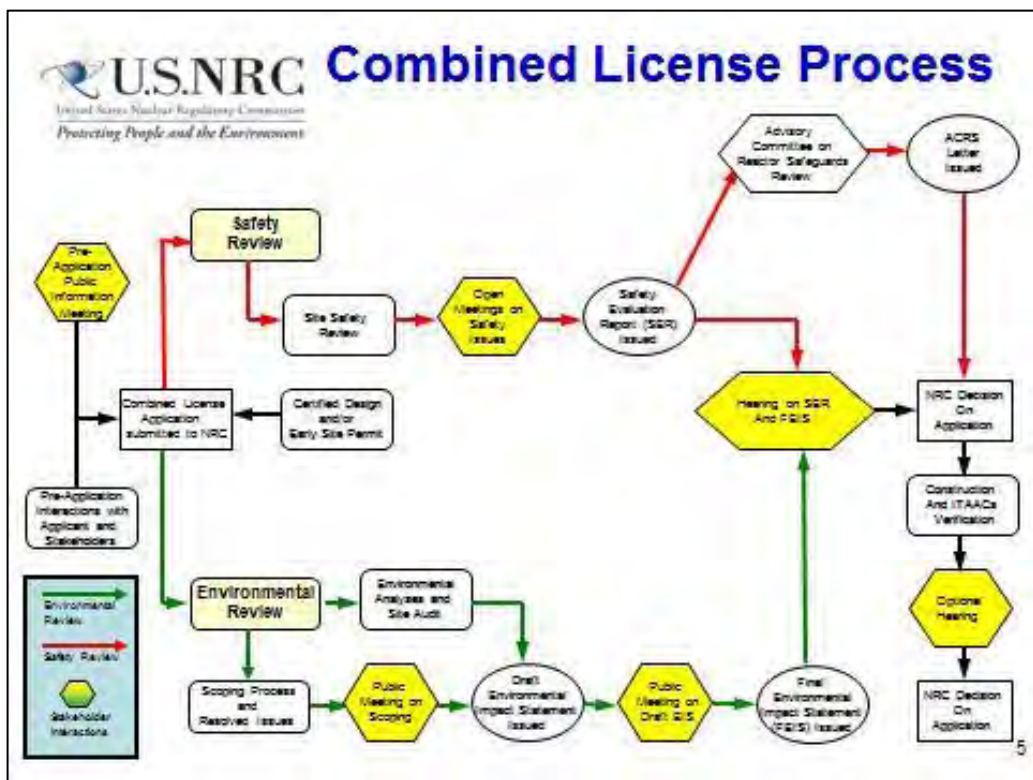 U.S.NRC
United States Nuclear Regulatory Commission
Protecting People and the Environment
Combined License Process
Advisory
Committee on
Reactor Safeguards
Review
ACRS
Letter
Issued
Safety
Review
Pre-
Application
Public
Information
Meeting
Site Safety
Review
Open
Meetings on
Safety
Issues
Safety
Evaluation
Report (SER)
Issued
Combined License
Application
submitted to NRC
Certified Design
and/or
Early Site Permit
Hearing on SER
And FEIS
NRC Decision
On
Application
Pre-Application
Interactions with
Applicant and
Stakeholders
Construction
And ITAACs
Verification
Environmental
Review
Safety Review
Stakeholder
Interactions
Environmental
Review
Environmental
Analyses and
Site Audit
Optional
Hearing
Scoping Process
and
Resolved Issues
Public
Meeting on
Scoping
Draft
Environmental
Impact Statement
Issued
Public
Meeting on
Draft EIS
Final
Environmental
Impact Statement
(FEIS) Issued
NRC Decision
On
Application
5